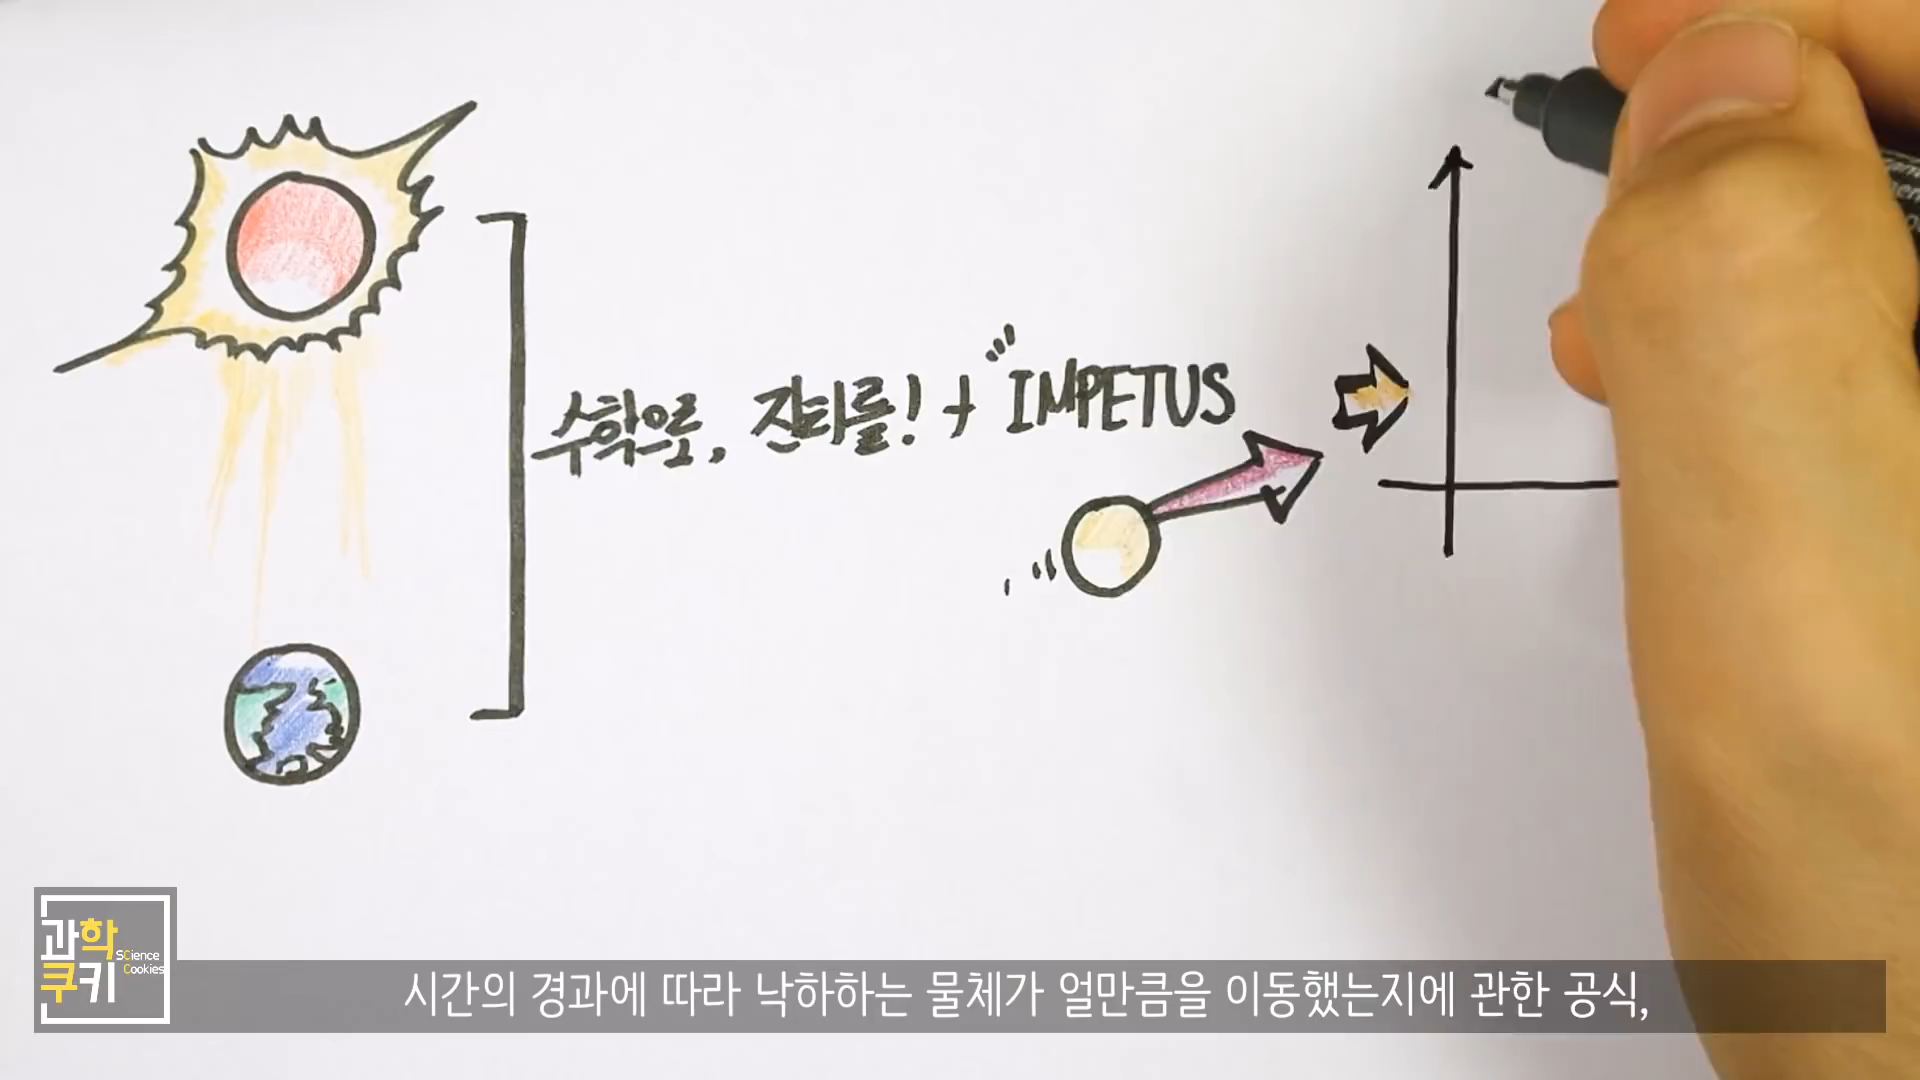 수학으로, 잔타를! + IMPETUS
과학
쿠키
Science
Cookies
시간의 경과에 따라 낙하하는 물체가 얼만큼을 이동했는지에 관한 공식,